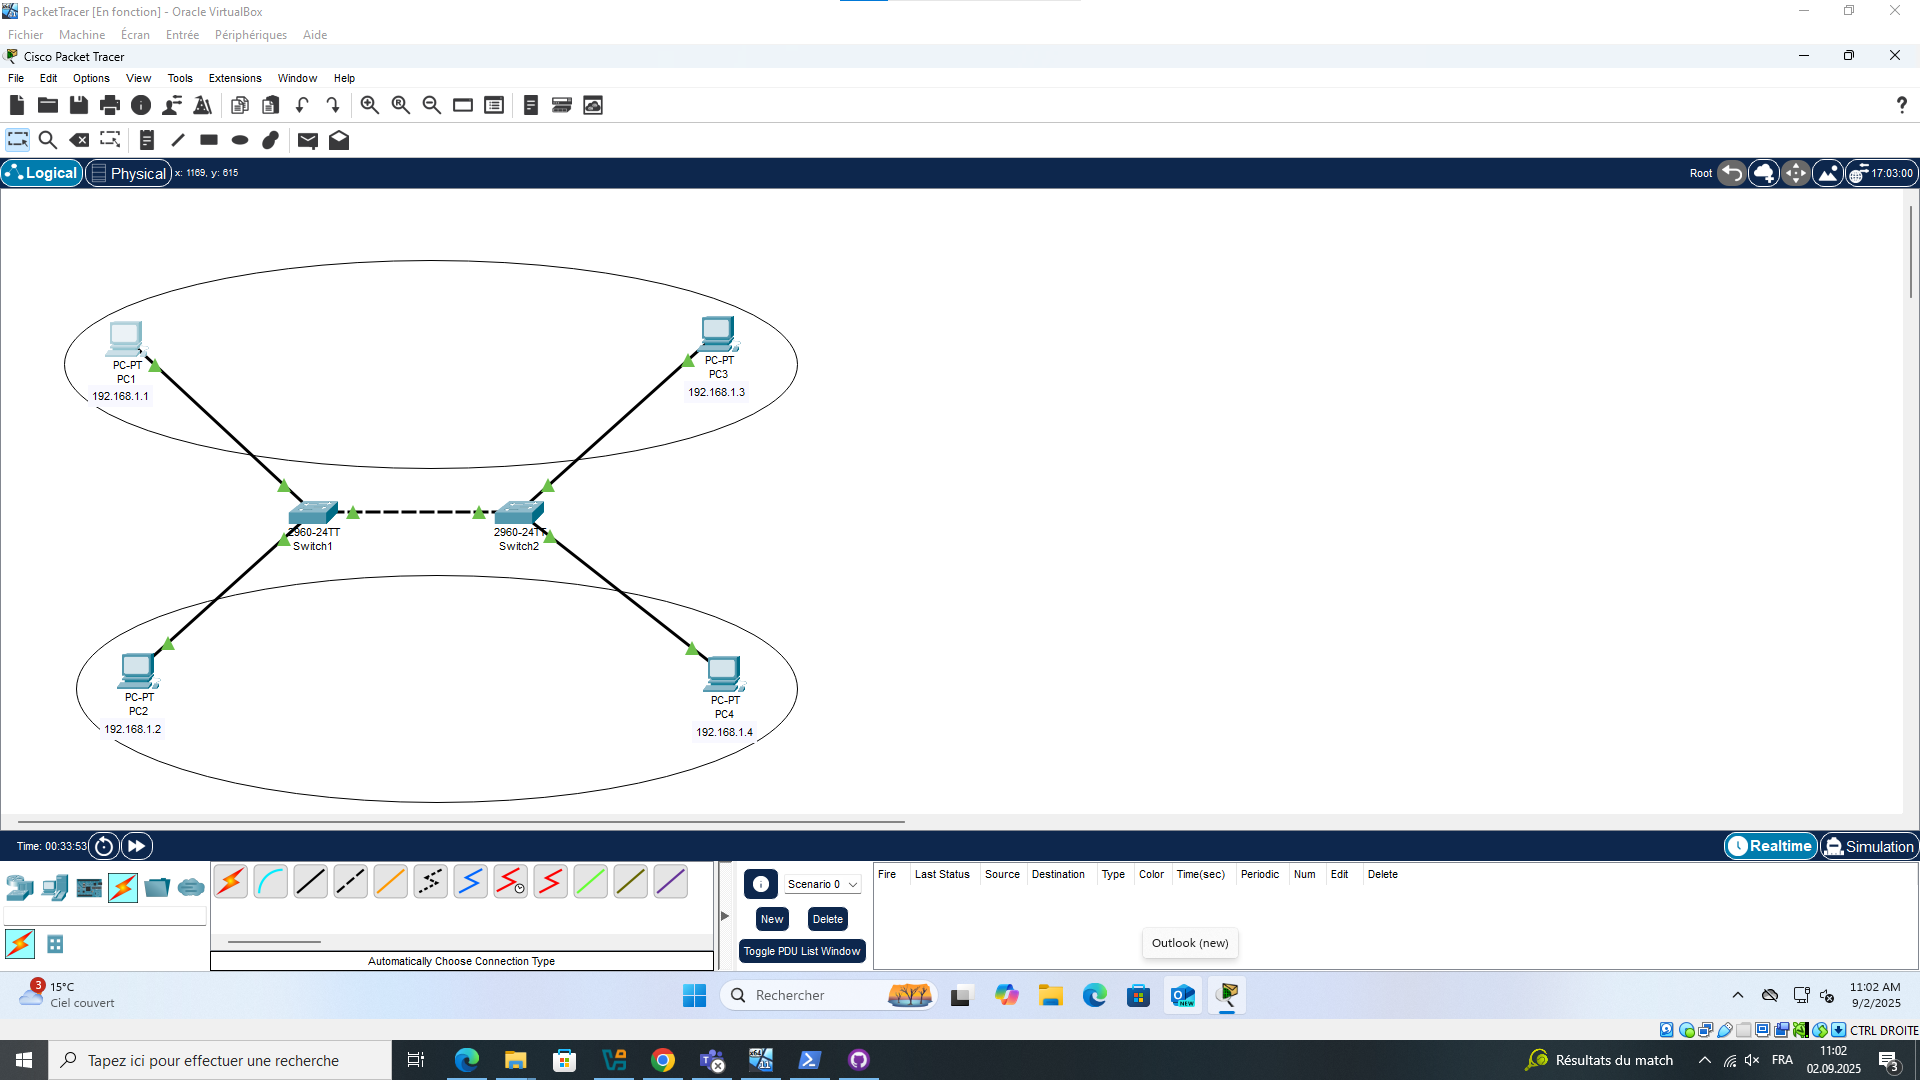 PacketTracer [En fonction] - Oracle VirtualBox
Fichier Machine Écran Entrée Périphériques Aide
Cisco Packet Tracer
File Edit Options View Tools Extensions Window Help
Logical Physical x: 1169, y: 615 Root 17:03:00
PC-PT
PC1
192.168.1.1
PC-PT
PC3
192.168.1.3
2960-24TT
Switch1
2960-24TT
Switch2
PC-PT
PC2
192.168.1.2
PC-PT
PC4
192.168.1.4
Time: 00:33:53 Realtime Simulation
Scenario 0
New Delete
Toggle PDU List Window
Fire Last Status Source Destination Type Color Time(sec) Periodic Num Edit Delete
Automatically Choose Connection Type
Outlook (new)
3
15°C
Ciel couvert
Rechercher
NEW
11:02 AM
9/2/2025
CTRL DROITE
Tapez ici pour effectuer une recherche
Résultats du match
FRA
11:02
02.09.2025
3